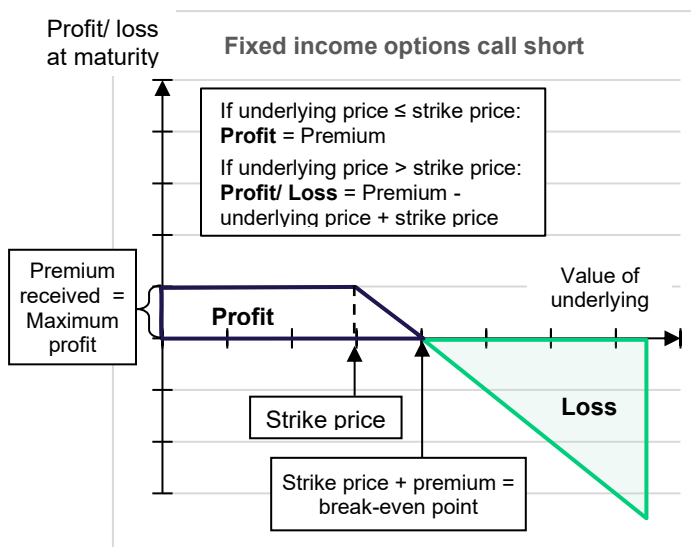 Profit/ loss
at maturity
Fixed income options call short
If underlying price ≤ strike price:
Profit = Premium
If underlying price > strike price:
Profit/ Loss = Premium -
underlying price + strike price
Premium
received =
Maximum
profit
Profit
Value of
underlying
Strike price
Loss
Strike price + premium =
break-even point